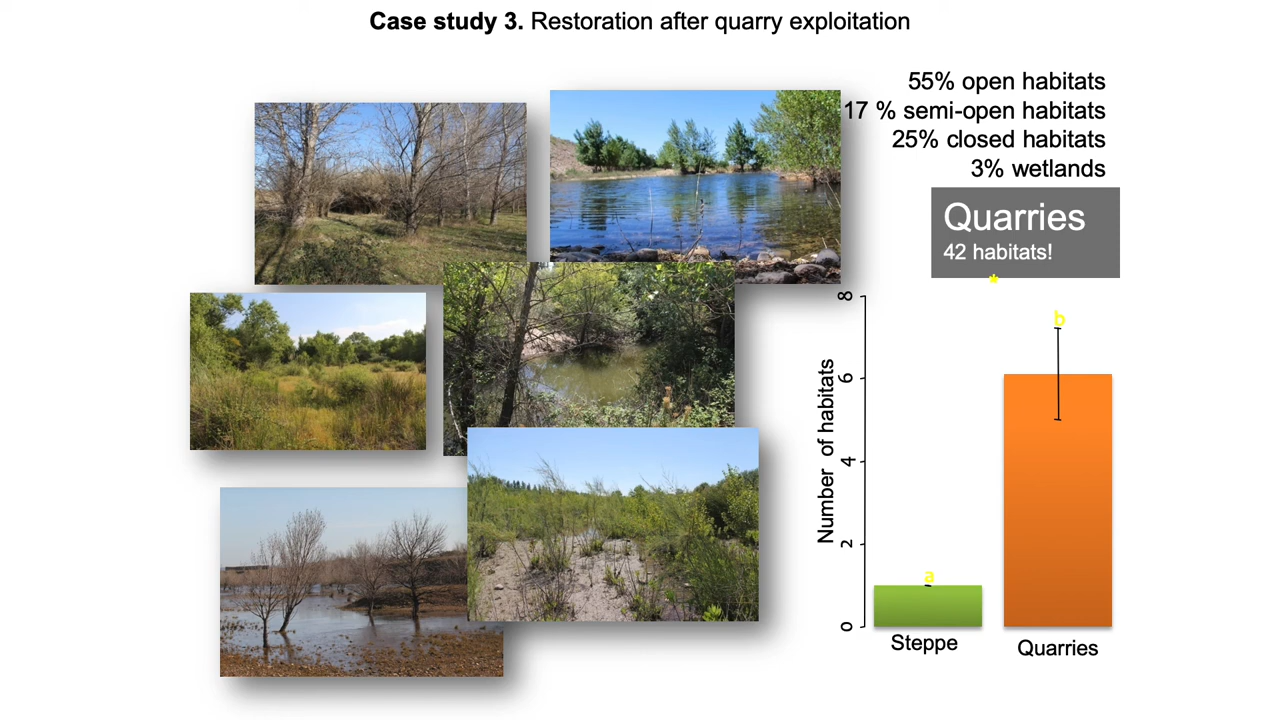 Case study 3. Restoration after quarry exploitation
55% open habitats
17 % semi-open habitats
25% closed habitats
3% wetlands
Quarries
42 habitats!
*
8
6
4
2
0
Number of habitats
a
b
Steppe
Quarries